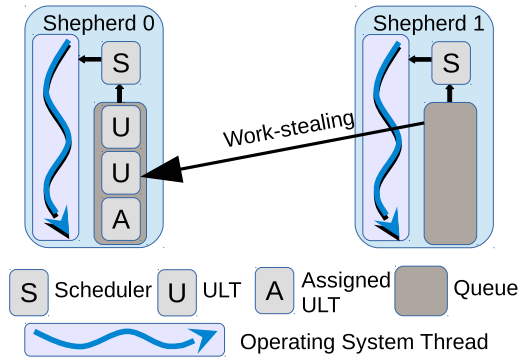 Shepherd 0
Shepherd 1
S
S
U
U
A
Work-stealing
S Scheduler
U ULT
A Assigned
ULT
Queue
Operating System Thread